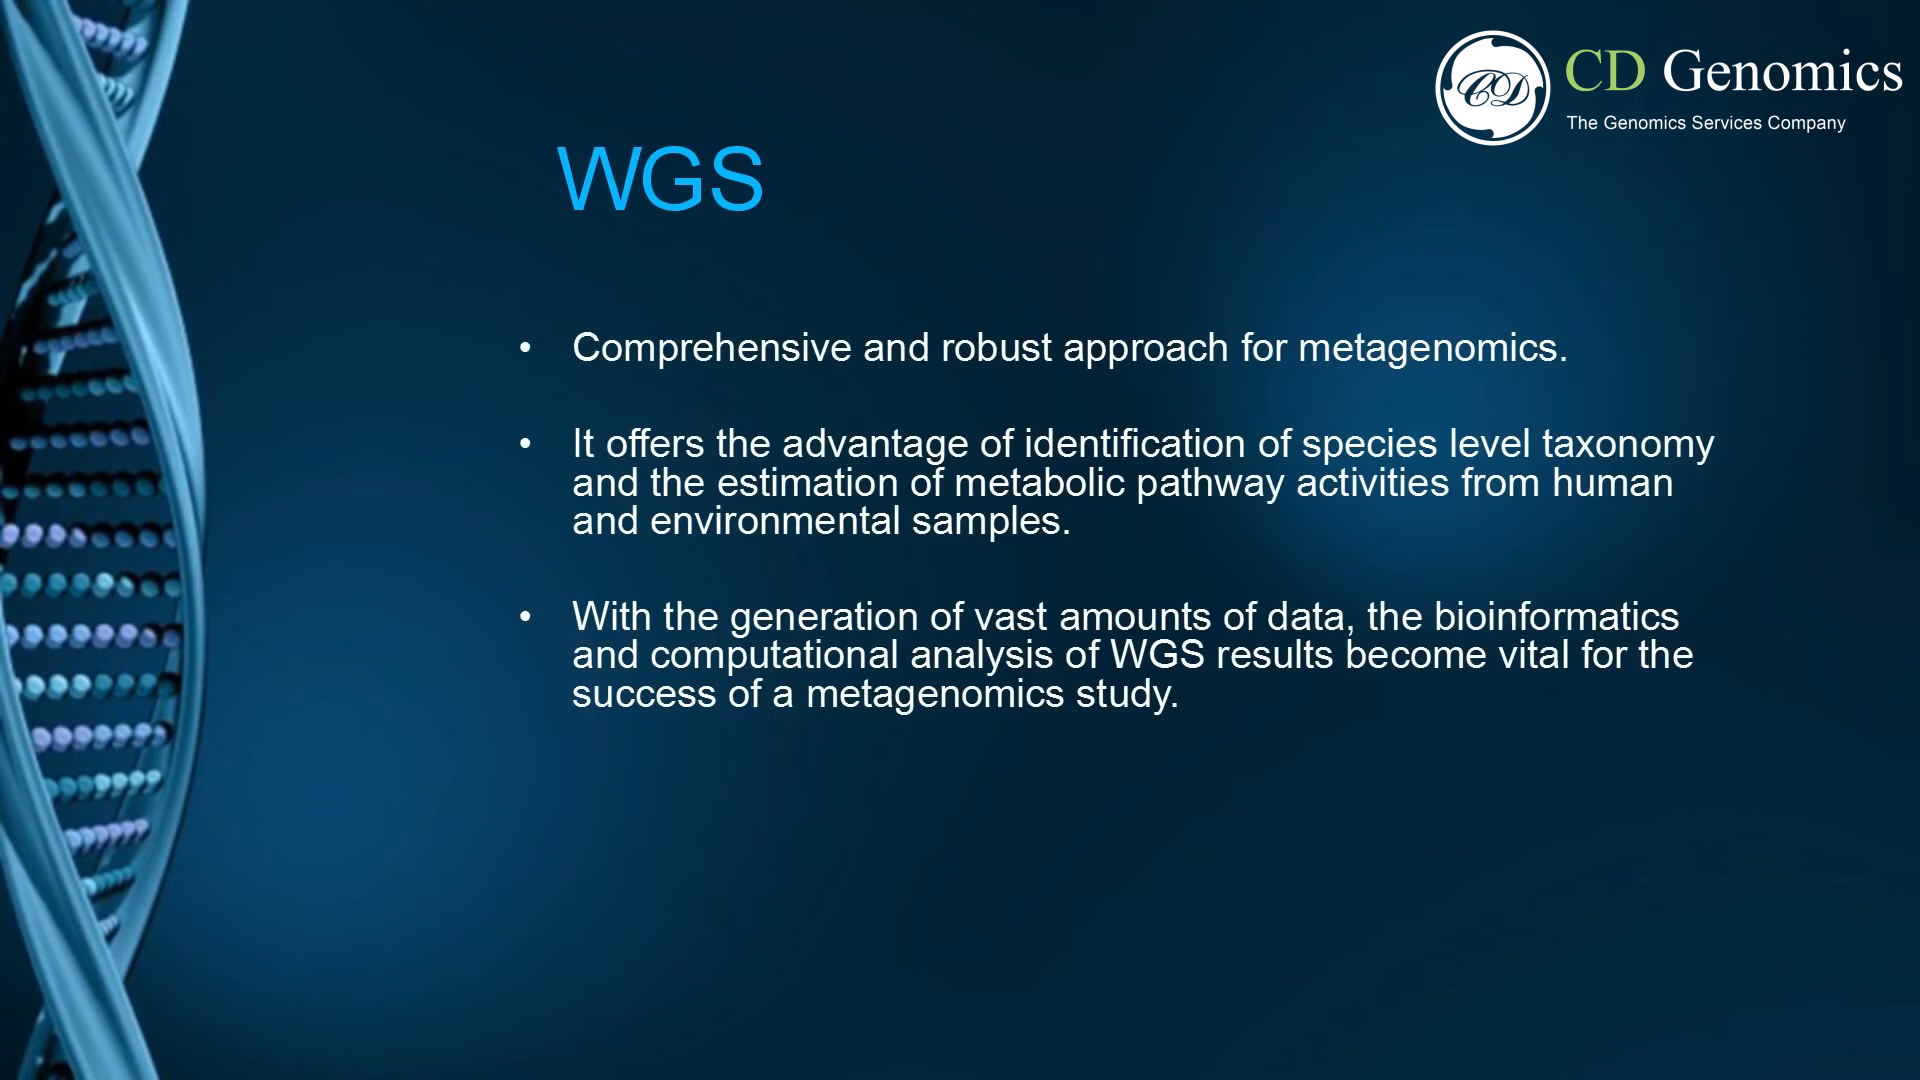 CD
CD Genomics
The Genomics Services Company
WGS
• Comprehensive and robust approach for metagenomics.
• It offers the advantage of identification of species level taxonomy
and the estimation of metabolic pathway activities from human
and environmental samples.
• With the generation of vast amounts of data, the bioinformatics
and computational analysis of WGS results become vital for the
success of a metagenomics study.